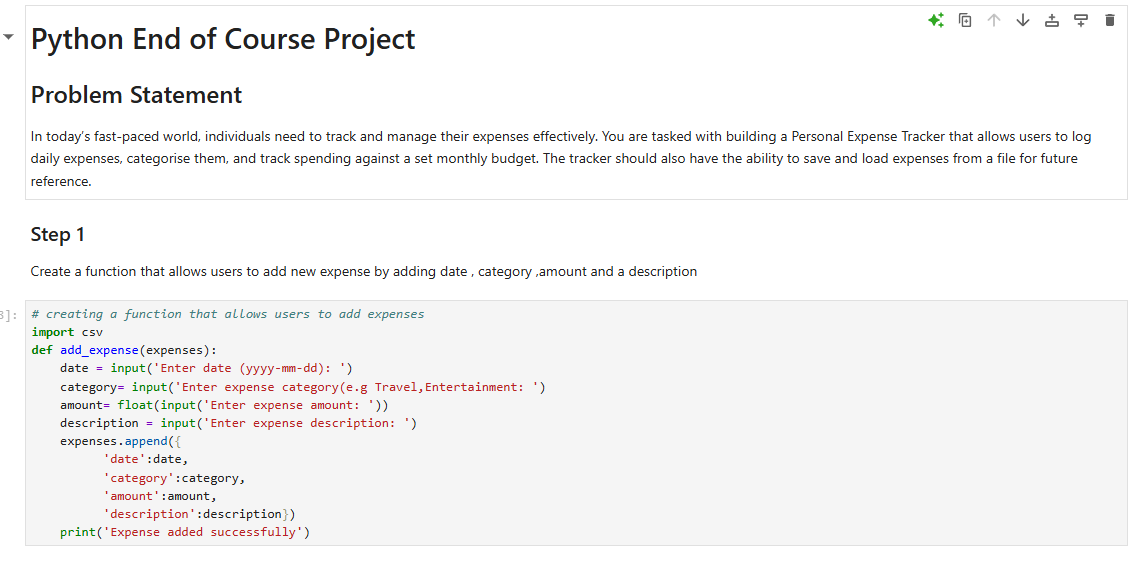 Python End of Course Project
Problem Statement
In today's fast-paced world, individuals need to track and manage their expenses effectively. You are tasked with building a Personal Expense Tracker that allows users to log
daily expenses, categorise them, and track spending against a set monthly budget. The tracker should also have the ability to save and load expenses from a file for future
reference.
Step 1
Create a function that allows users to add new expense by adding date , category ,amount and a description
3]:
# creating a function that allows users to add expenses
import csv
def add_expense(expenses):
    date = input('Enter date (yyyy-mm-dd): ')
    category= input('Enter expense category(e.g Travel,Entertainment: ')
    amount= float(input('Enter expense amount: '))
    description = input('Enter expense description: ')
    expenses.append({
          'date':date,
          'category':category,
          'amount':amount,
          'description':description})
    print('Expense added successfully')